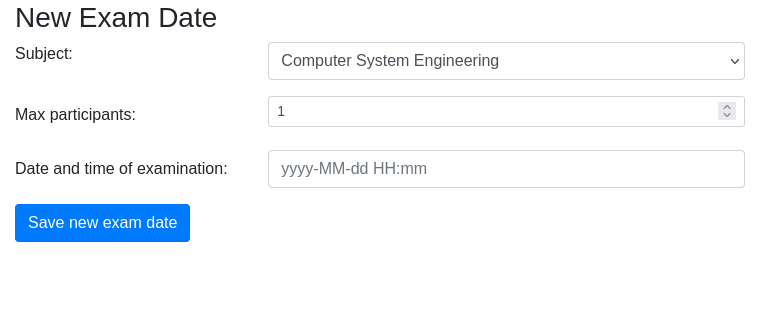 New Exam Date
Subject:
Computer System Engineering
Max participants:
1
Date and time of examination:
yyyy-MM-dd HH:mm
Save new exam date